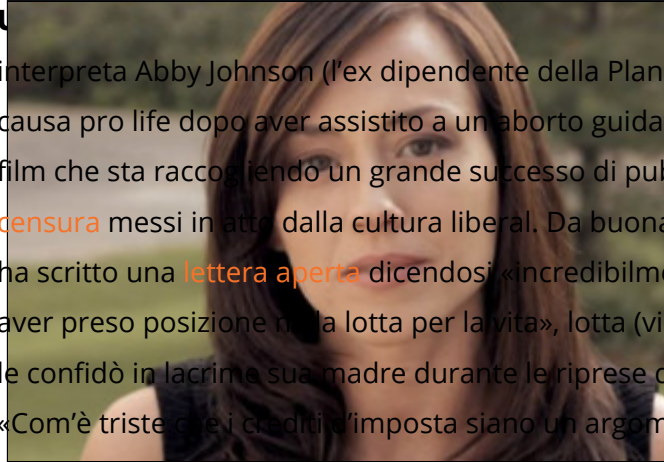 interpreta Abby Johnson (l'ex dipendente della Plan
causa pro life dopo aver assistito a un aborto guida
film che sta raccogliendo un grande successo di pub
censura messi in atto dalla cultura liberal. Da buona
ha scritto una lettera aperta dicendosi «incredibilme
aver preso posizione nella lotta per la vita», lotta (vi
le confidò in lacrime sua madre durante le riprese d
«Com'è triste che i crediti d'imposta siano un argom